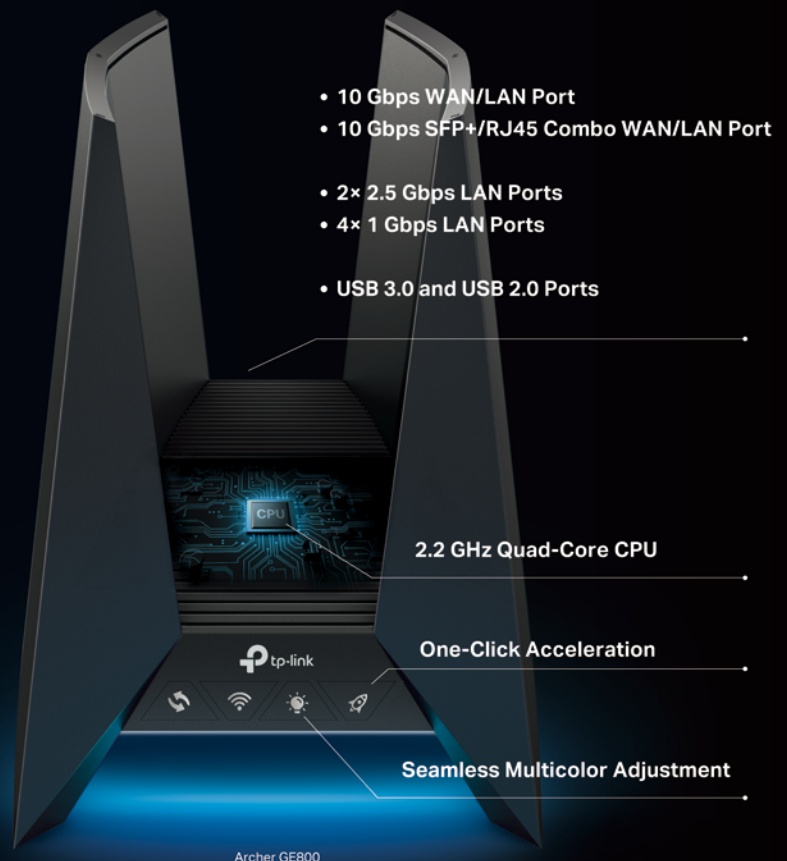 • 10 Gbps WAN/LAN Port
• 10 Gbps SFP+/RJ45 Combo WAN/LAN Port
• 2× 2.5 Gbps LAN Ports
• 4× 1 Gbps LAN Ports
• USB 3.0 and USB 2.0 Ports
CPU
2.2 GHz Quad-Core CPU
One-Click Acceleration
tp-link
Seamless Multicolor Adjustment
Archer GE800